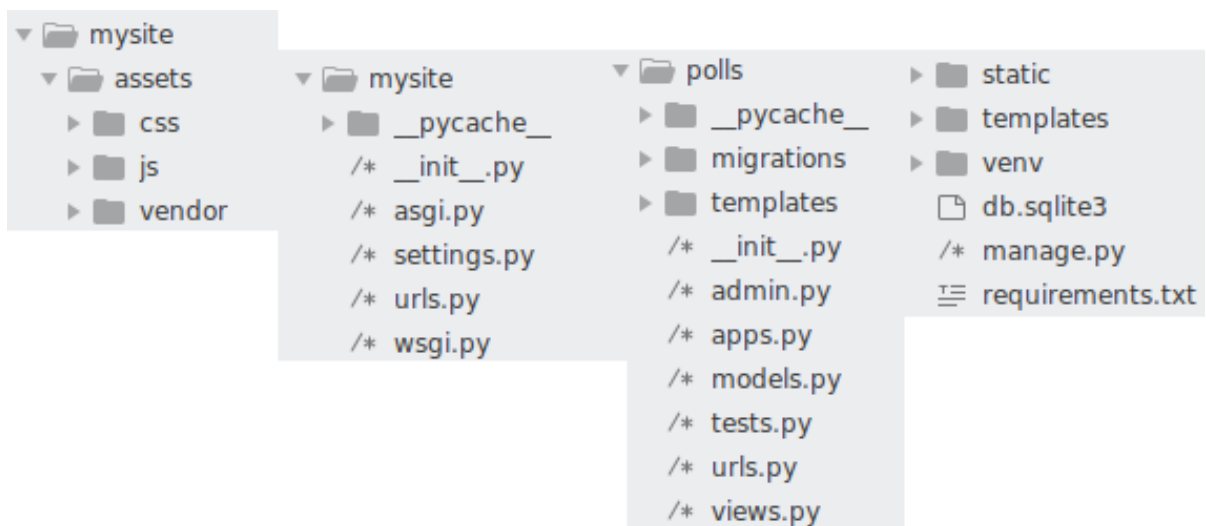 mysite
assets
css
js
vendor
mysite
__pycache__
/* __init__.py
/* asgi.py
/* settings.py
/* urls.py
/* wsgi.py
polls
__pycache__
migrations
templates
/* __init__.py
/* admin.py
/* apps.py
/* models.py
/* tests.py
/* urls.py
/* views.py
static
templates
venv
db.sqlite3
/* manage.py
requirements.txt